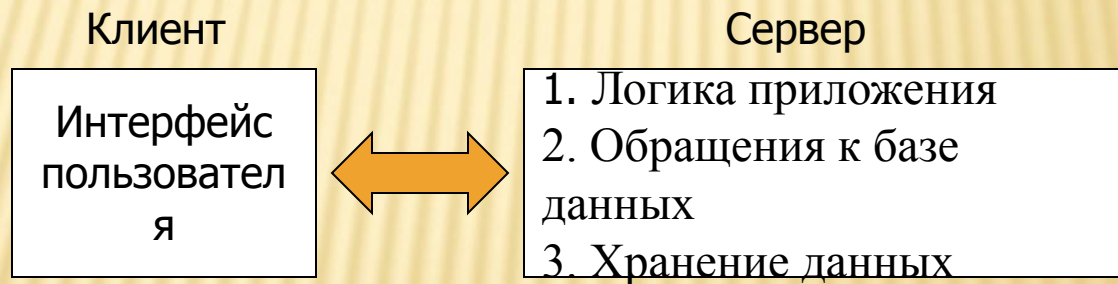 Клиент
Сервер
Интерфейс
пользовател
я
1. Логика приложения
2. Обращения к базе
данных
3. Хранение данных